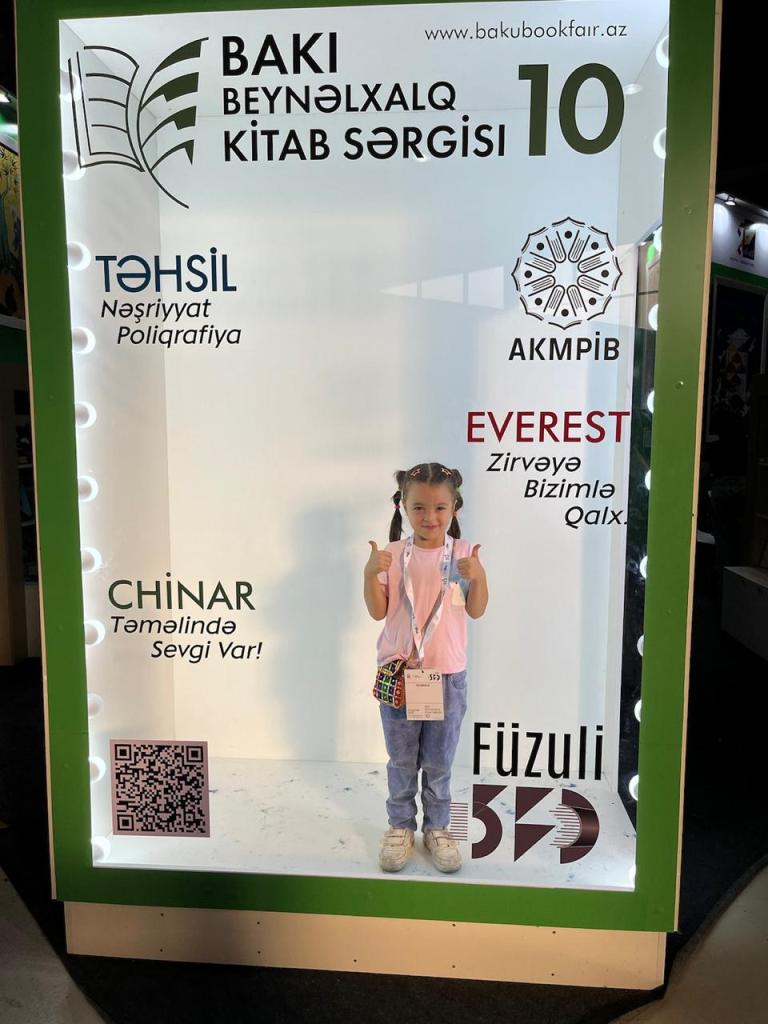 www.bakubookfair.az
BAKI
BEYNƏLXALQ
KİTAB SƏRGİSİ 10
TƏHSİL
Nəşriyyat
Poliqrafiya
AKMPİB
EVEREST
Zirvəyə
Bizimlə
Qalx.
CHİNAR
Təməlində
Sevgi Var!
Füzuli
530